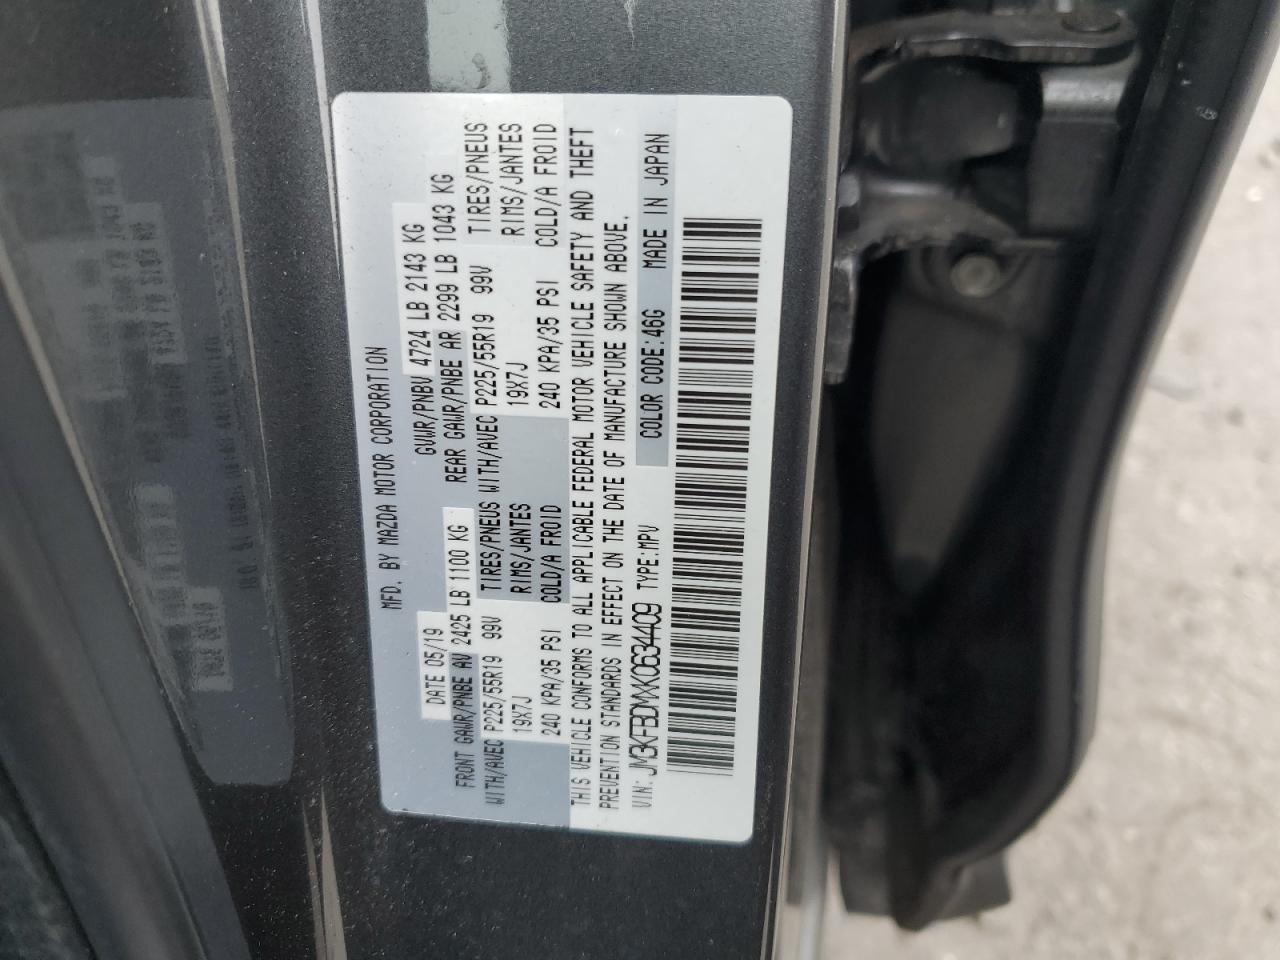 MFD. BY MAZDA MOTOR CORPORATION
DATE 05/19 GVWR/PNBV 4724 LB 2143 KG
FRONT GAWR/PNBE AV 2425 LB 1100 KG REAR GAWR/PNBE AR 2299 LB 1043 KG
WITH/AVEC P225/55R19 99V TIRES/PNEUS WITH/AVEC P225/55R19 99V TIRES/PNEUS
19X7J RIMS/JANTES 19X7J RIMS/JANTES
240 KPA/35 PSI COLD/A FROID 240 KPA/35 PSI COLD/A FROID
THIS VEHICLE CONFORMS TO ALL APPLICABLE FEDERAL MOTOR VEHICLE SAFETY AND THEFT
PREVENTION STANDARDS IN EFFECT ON THE DATE OF MANUFACTURE SHOWN ABOVE.
VIN: JM3KFBDMXK0634409 TYPE:MPV COLOR CODE:46G MADE IN JAPAN